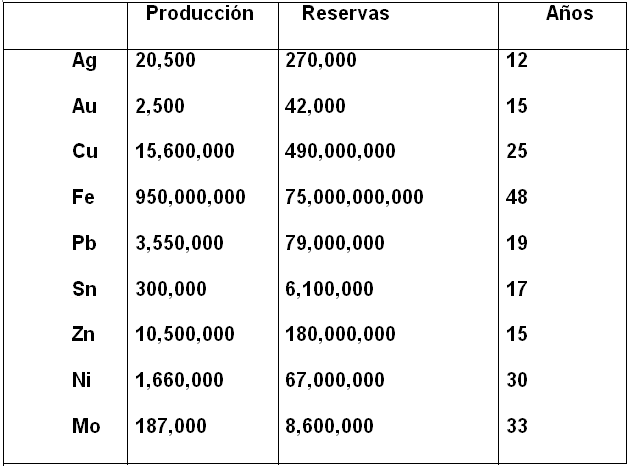 Producción Reservas Años
Ag 20,500 270,000 12
Au 2,500 42,000 15
Cu 15,600,000 490,000,000 25
Fe 950,000,000 75,000,000,000 48
Pb 3,550,000 79,000,000 19
Sn 300,000 6,100,000 17
Zn 10,500,000 180,000,000 15
Ni 1,660,000 67,000,000 30
Mo 187,000 8,600,000 33